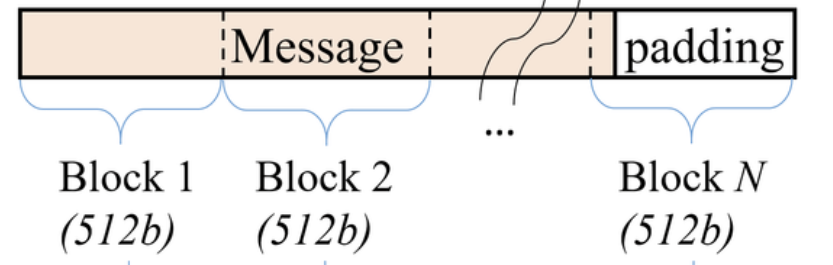 Message padding
...
Block 1 Block 2 Block N
(512b) (512b) (512b)